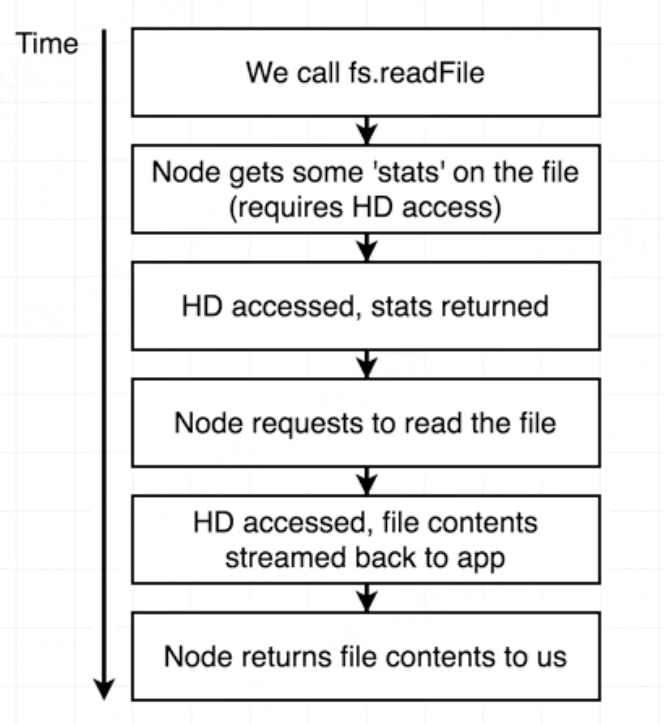 Time
We call fs.readFile
Node gets some 'stats' on the file
(requires HD access)
HD accessed, stats returned
Node requests to read the file
HD accessed, file contents
streamed back to app
Node returns file contents to us